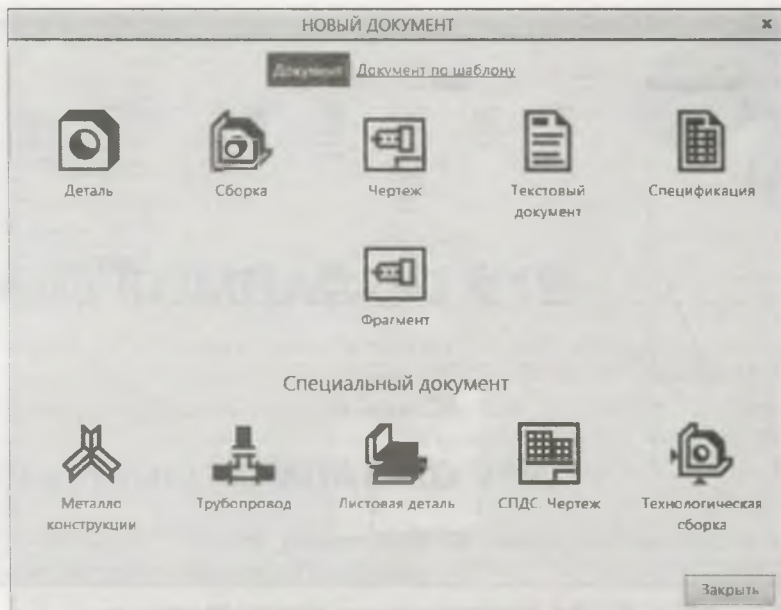 НОВЫЙ ДОКУМЕНТ
Документ Документ по шаблону
Деталь Сборка Чертеж Текстовый документ Спецификация
Фрагмент
Специальный документ
Металло конструкции Трубопровод Листовая деталь СПДС. Чертеж Технологическая сборка
Закрыть